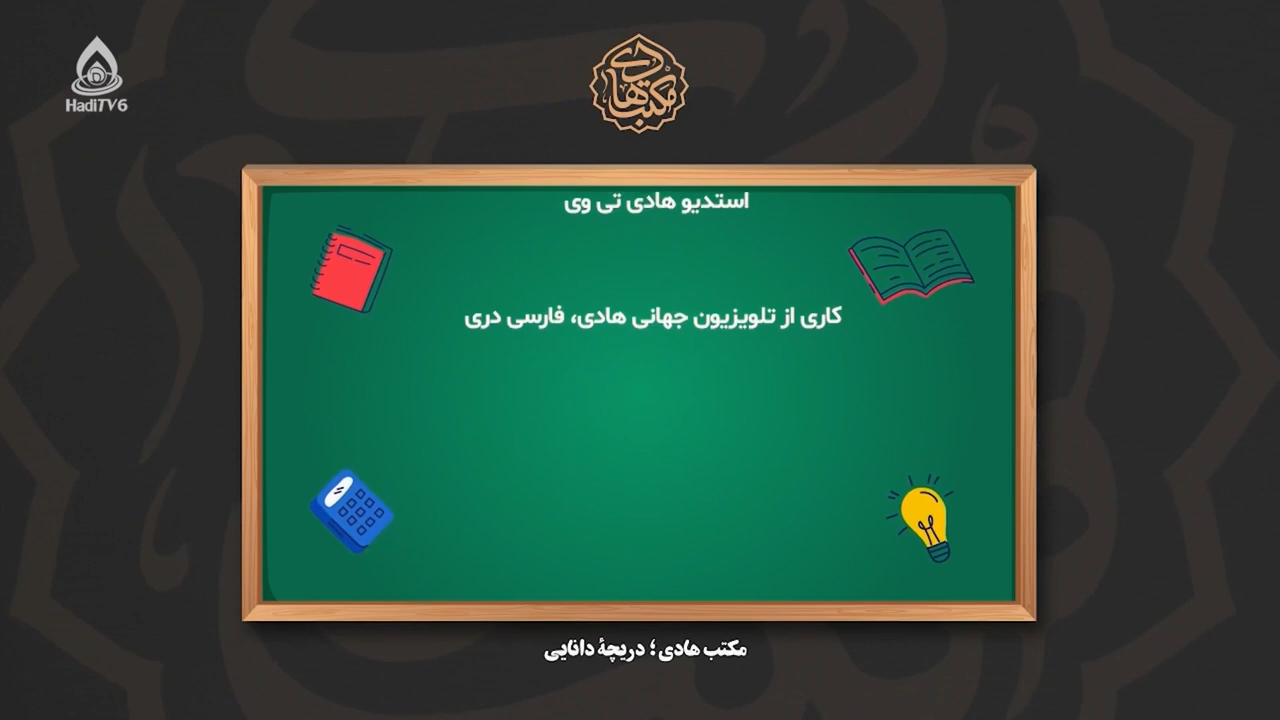 HadiTV6
مکتب هادی
استدیو هادی تی وی
کاری از تلویزیون جهانی هادی، فارسی دری
مکتب هادی؛ دریچهٔ دانایی